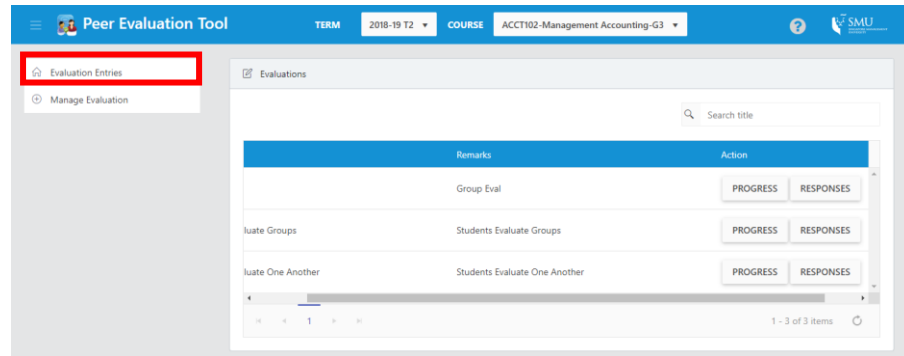 Peer Evaluation Tool
TERM 2018-19 T2 COURSE ACCT102-Management Accounting-G3 ? SMU
Evaluation Entries
Evaluations
Manage Evaluation
Search title
Remarks Action
Group Eval PROGRESS RESPONSES
luate Groups Students Evaluate Groups PROGRESS RESPONSES
luate One Another Students Evaluate One Another PROGRESS RESPONSES
1 1 - 3 of 3 items